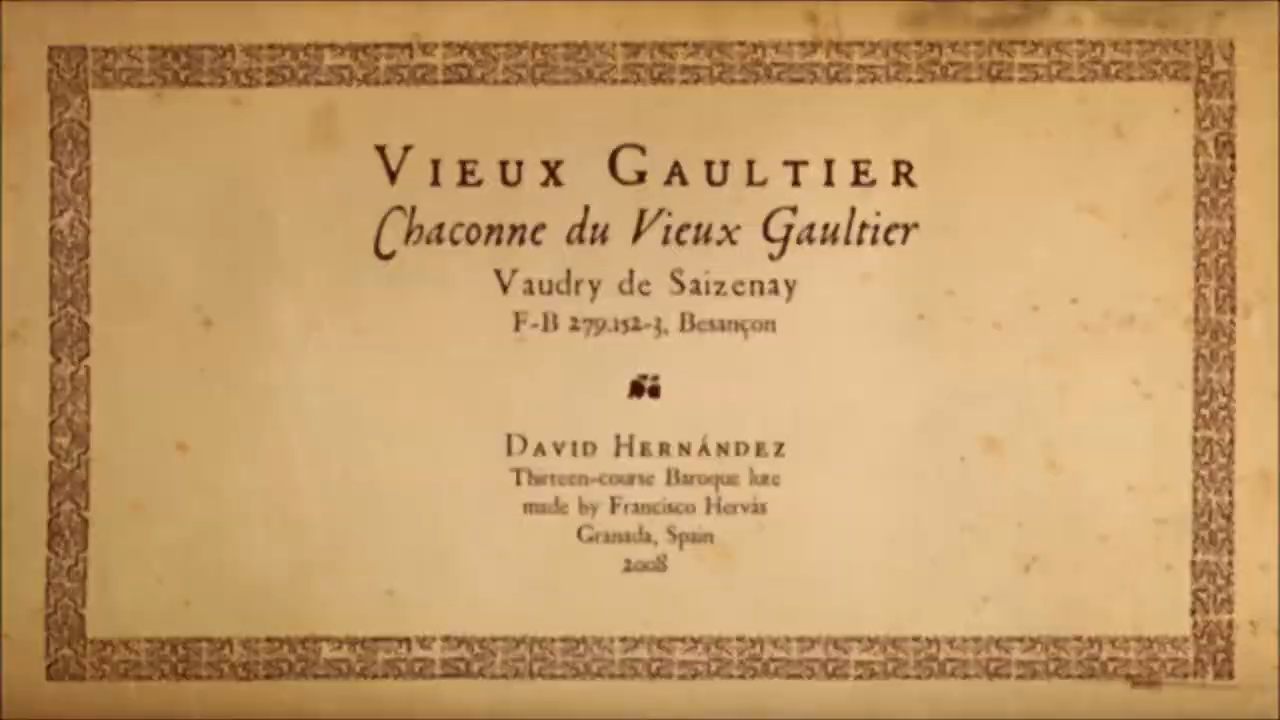 VIEUX GAULTIER
Chaconne du Vieux Gaultier
Vaudry de Saizenay
F-B 279.152-3, Besançon
DAVID HERNÁNDEZ
Thirteen-course Baroque lute
made by Francisco Hervás
Granada, Spain
2008